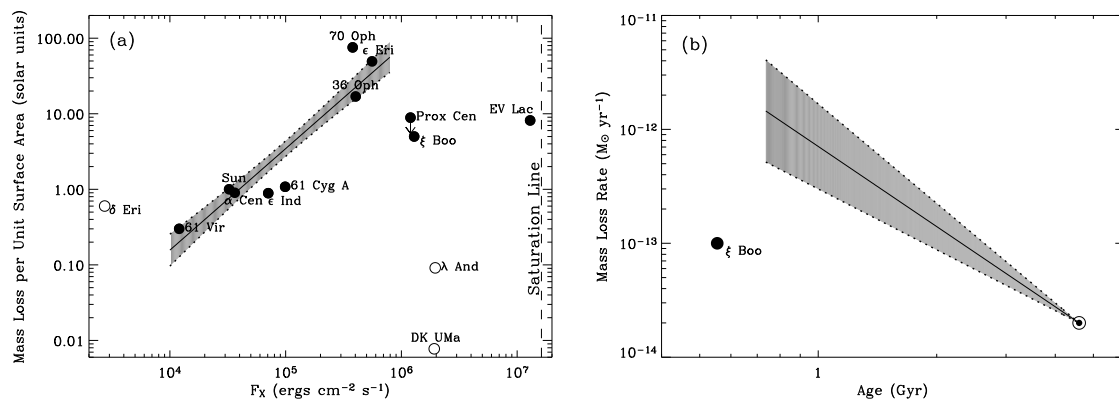 (a)
100.00
10.00
1.00
0.10
0.01
Mass Loss per Unit Surface Area (solar units)
70 Oph
ϵ Eri
36 Oph
Prox Cen
ξ Boo
EV Lac
Sun
α Cen
ϵ Ind
61 Cyg A
δ Eri
61 Vir
λ And
DK UMa
Saturation Line
10⁴
10⁵
10⁶
10⁷
Fₓ (ergs cm⁻² s⁻¹)
(b)
10⁻¹¹
10⁻¹²
10⁻¹³
10⁻¹⁴
Mass Loss Rate (M⊙ yr⁻¹)
ξ Boo
1
Age (Gyr)